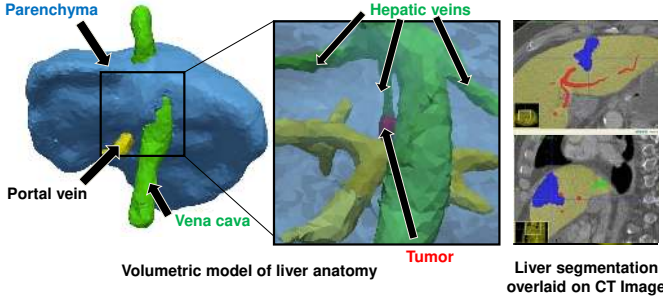 Parenchyma
Hepatic veins
Portal vein
Vena cava
Tumor
Volumetric model of liver anatomy
Liver segmentation
overlaid on CT Image